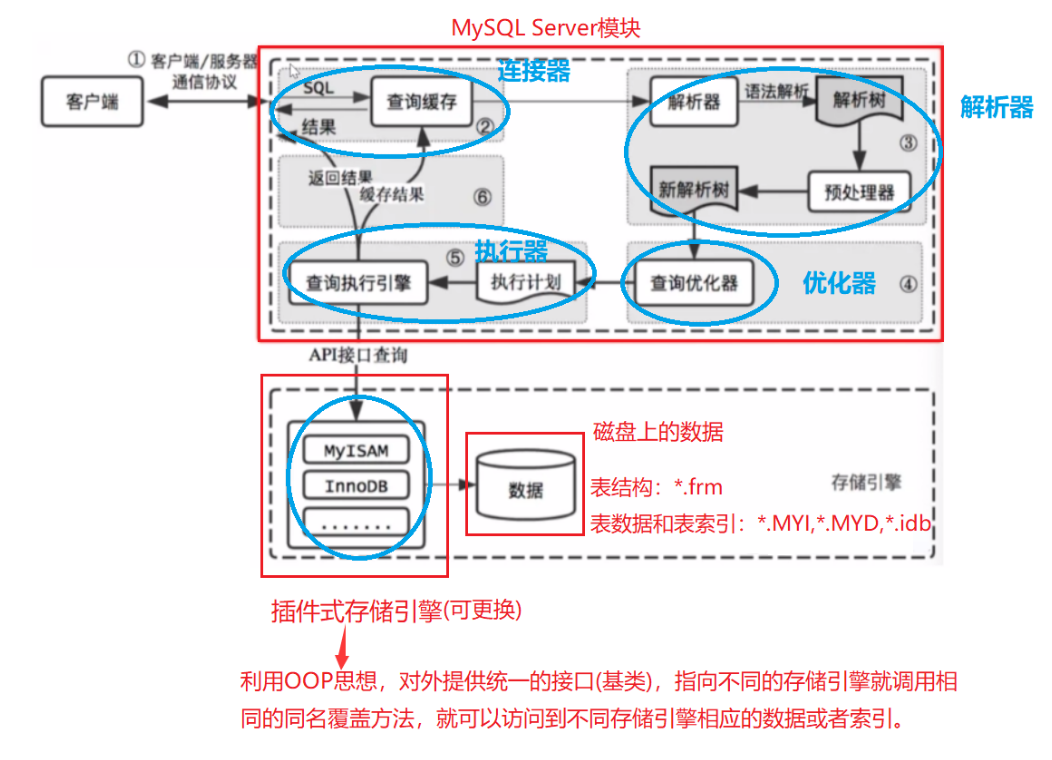 MySQL Server模块
① 客户端/服务器
通信协议
客户端
SQL
查询缓存
连接器
②
结果
解析器
语法解析
解析树
解析器
③
新解析树
预处理器
返回结果
缓存结果
⑥
⑤
执行器
查询执行引擎
执行计划
查询优化器
优化器
④
API接口查询
MyISAM
InnoDB
.......
数据
磁盘上的数据
表结构：*.frm
表数据和表索引：*.MYI,*.MYD,*.idb
存储引擎
插件式存储引擎(可更换)
利用OOP思想，对外提供统一的接口(基类)，指向不同的存储引擎就调用相
同的同名覆盖方法，就可以访问到不同存储引擎相应的数据或者索引。